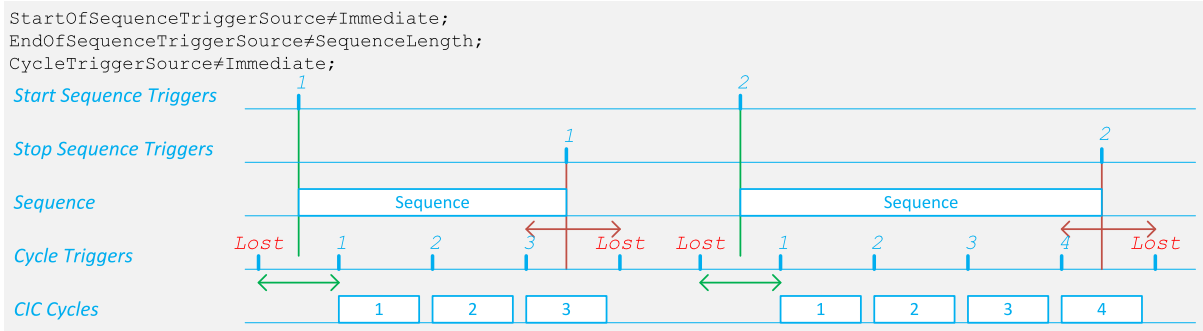 StartOfSequenceTriggerSource≠Immediate;
EndOfSequenceTriggerSource≠SequenceLength;
CycleTriggerSource≠Immediate;
Start Sequence Triggers 1 2
Stop Sequence Triggers 1 2
Sequence Sequence Sequence
Cycle Triggers Lost 1 2 3 Lost Lost 1 2 3 4 Lost
CIC Cycles 1 2 3 1 2 3 4